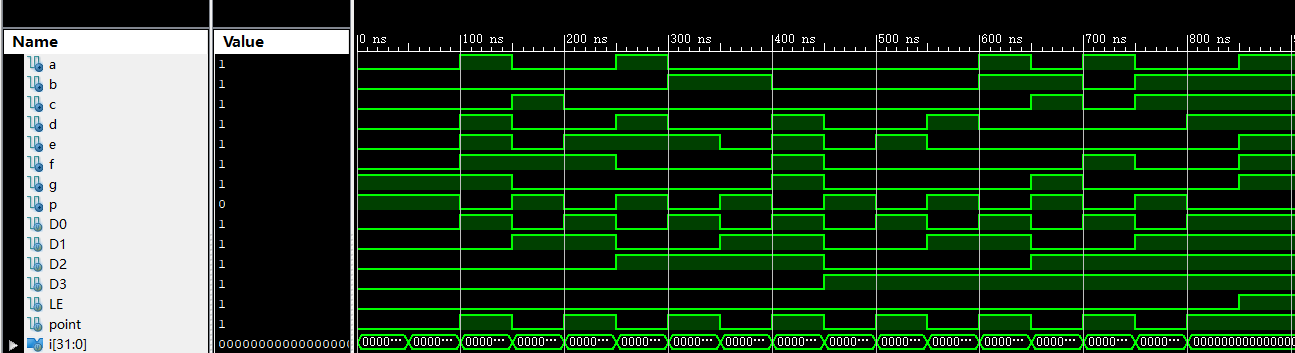 Name Value
0 ns 100 ns 200 ns 300 ns 400 ns 500 ns 600 ns 700 ns 800 ns
a 1
b 1
c 1
d 1
e 1
f 1
g 1
p 0
D0 1
D1 1
D2 1
D3 1
LE 1
point 1
i[31:0] 0000··· 0000··· 0000··· 0000··· 0000··· 0000··· 0000··· 0000··· 0000··· 0000··· 0000··· 0000··· 0000··· 0000··· 0000··· 0000···